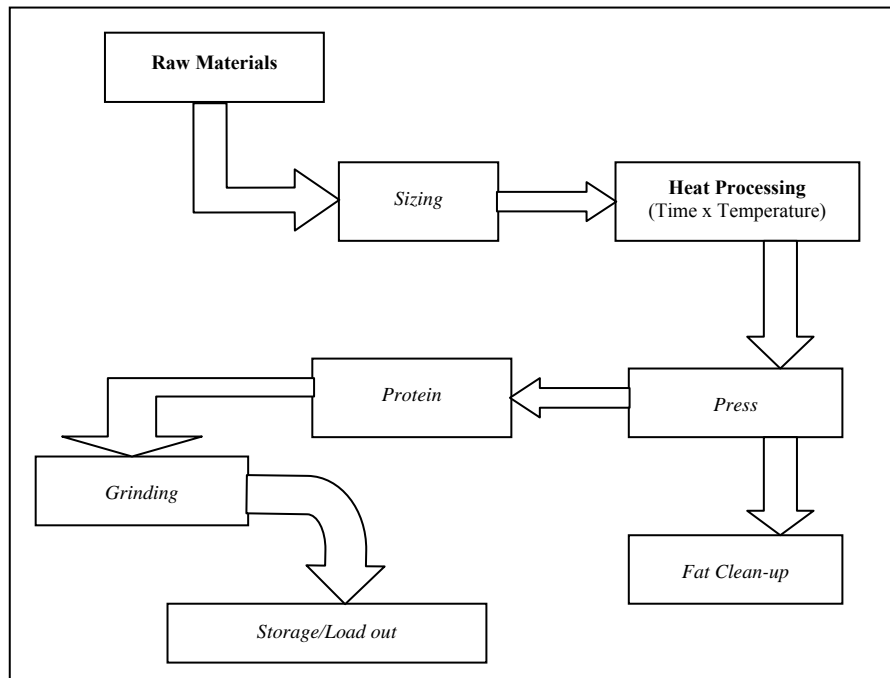 Raw Materials
Sizing
Heat Processing
(Time x Temperature)
Protein
Press
Grinding
Fat Clean-up
Storage/Load out